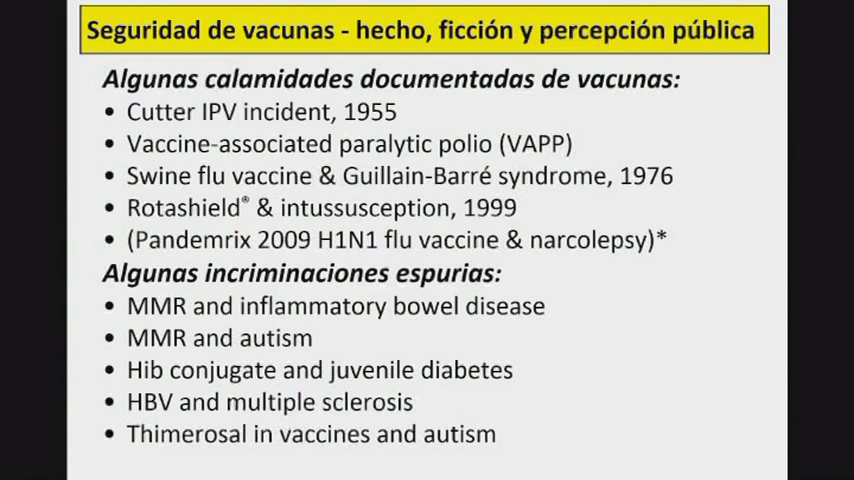 Seguridad de vacunas - hecho, ficción y percepción pública
Algunas calamidades documentadas de vacunas:
• Cutter IPV incident, 1955
• Vaccine-associated paralytic polio (VAPP)
• Swine flu vaccine & Guillain-Barré syndrome, 1976
• Rotashield® & intussusception, 1999
• (Pandemrix 2009 H1N1 flu vaccine & narcolepsy)*
Algunas incriminaciones espurias:
• MMR and inflammatory bowel disease
• MMR and autism
• Hib conjugate and juvenile diabetes
• HBV and multiple sclerosis
• Thimerosal in vaccines and autism